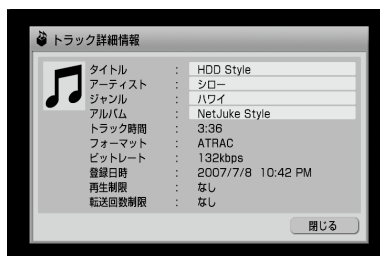 トラック詳細情報
タイトル : HDD Style
アーティスト : シロー
ジャンル : ハワイ
アルバム : NetJuke Style
トラック時間 : 3:36
フォーマット : ATRAC
ビットレート : 132kbps
登録日時 : 2007/7/8 10:42 PM
再生制限 : なし
転送回数制限 : なし
閉じる